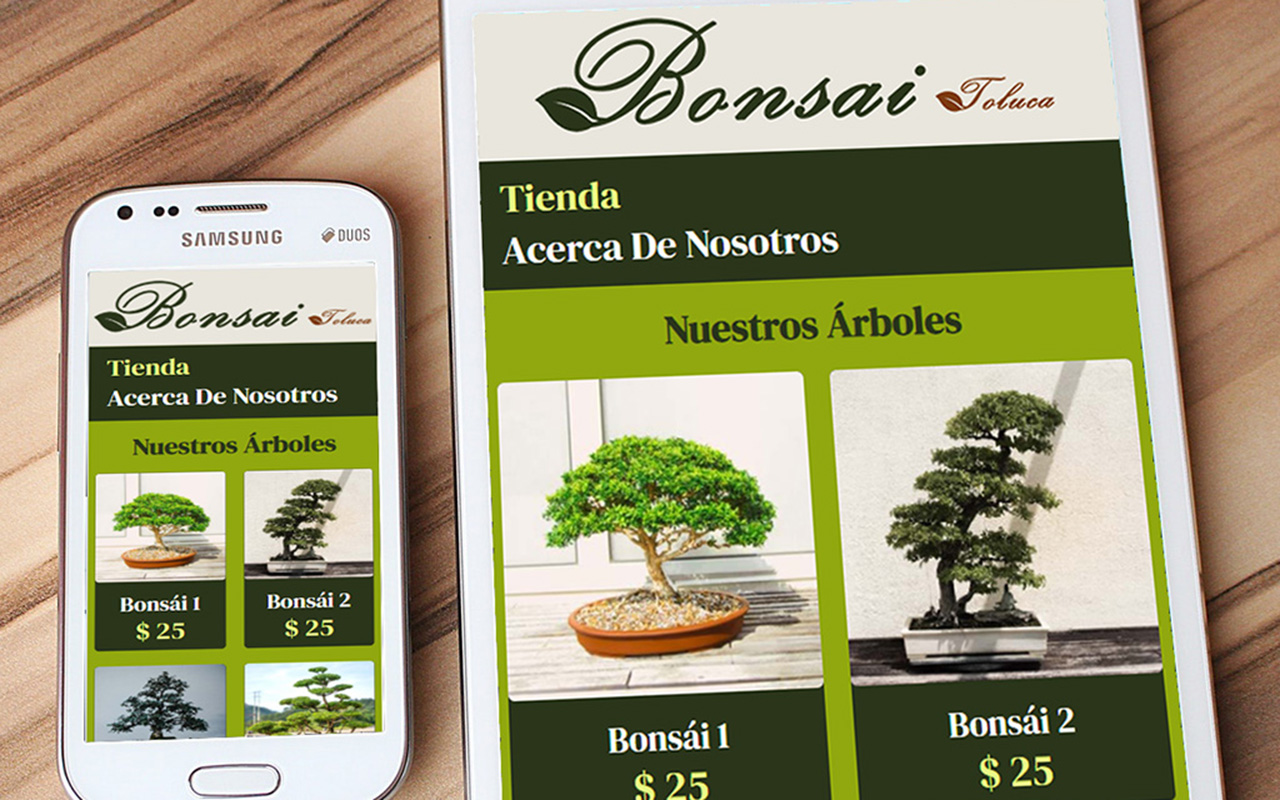 SAMSUNG DUOS
Bonsai Toluca
Tienda
Acerca De Nosotros
Nuestros Árboles
Bonsái 1
$ 25
Bonsái 2
$ 25
Bonsai Toluca
Tienda
Acerca De Nosotros
Nuestros Árboles
Bonsái 1
$ 25
Bonsái 2
$ 25